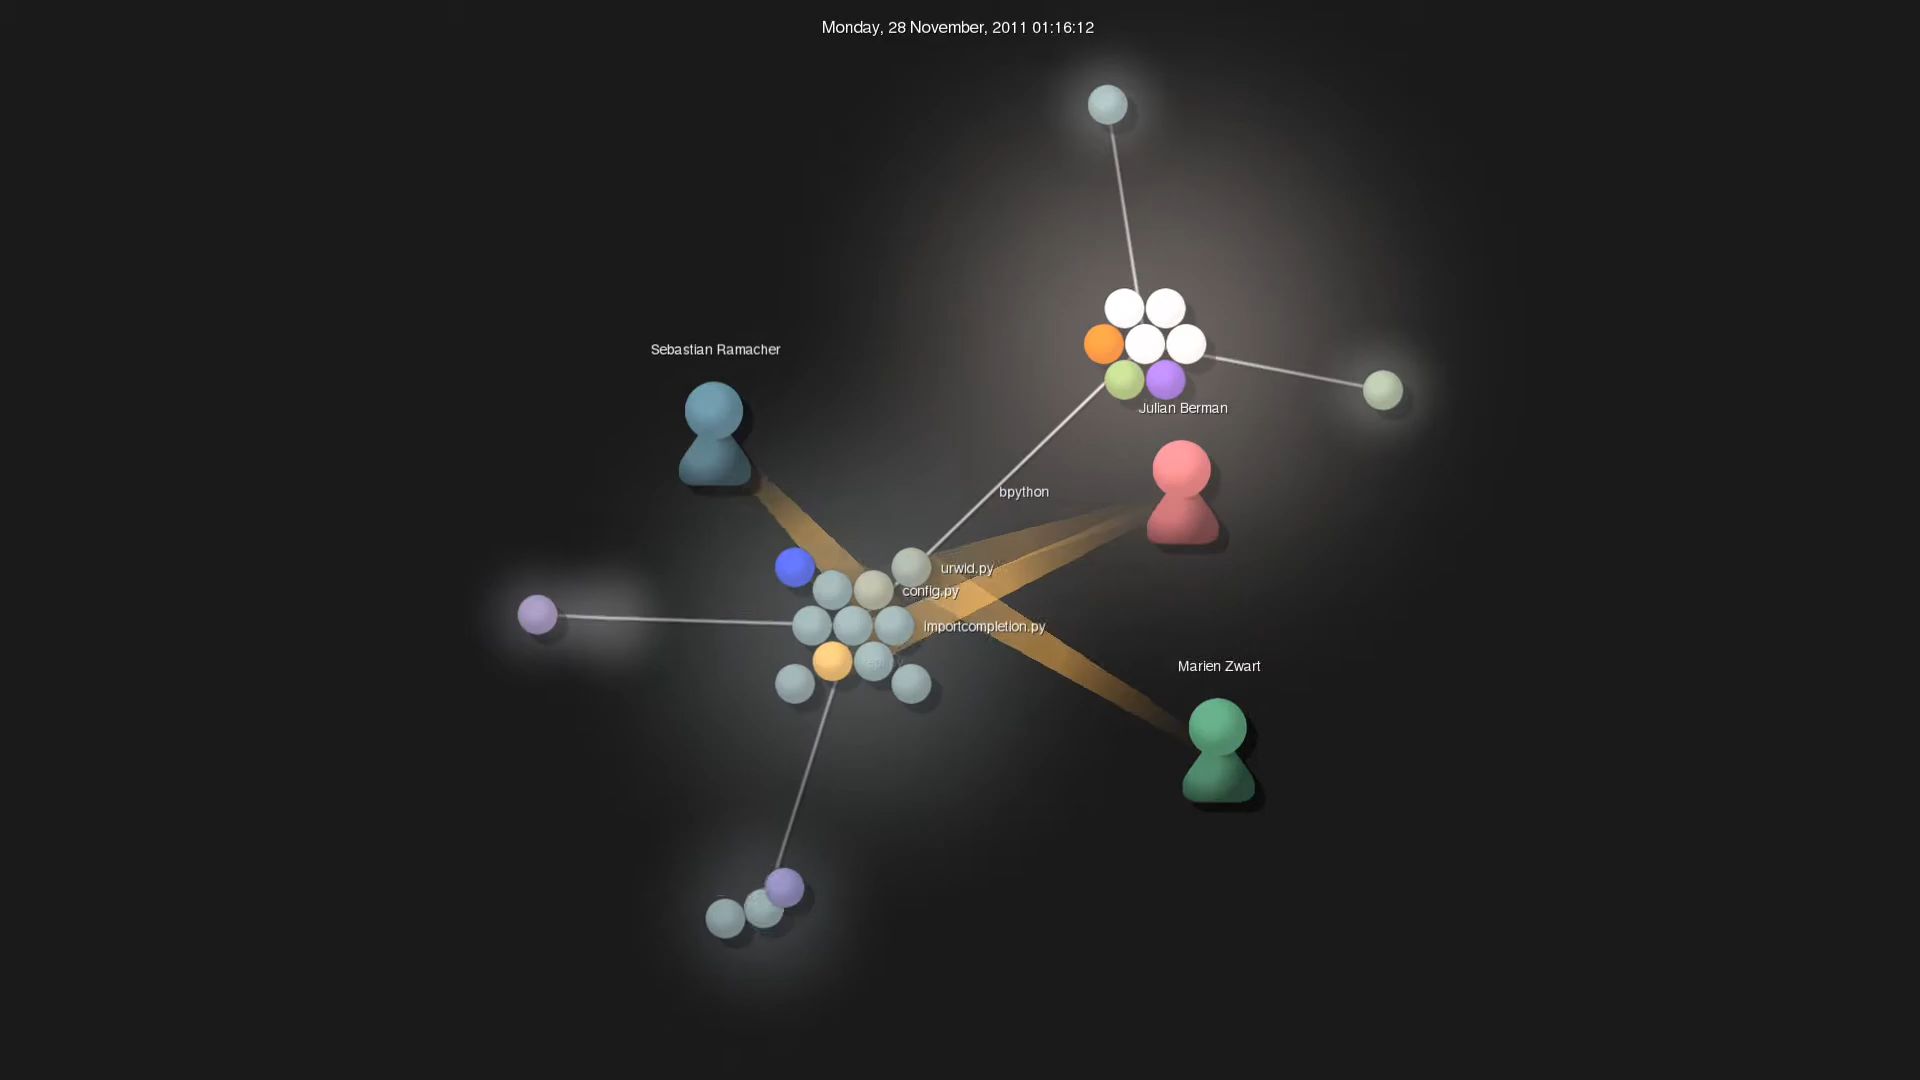 Monday, 28 November, 2011 01:16:12
Sebastian Ramacher
Julian Berman
bpython
urwid.py
config.py
importcompletion.py
Marien Zwart